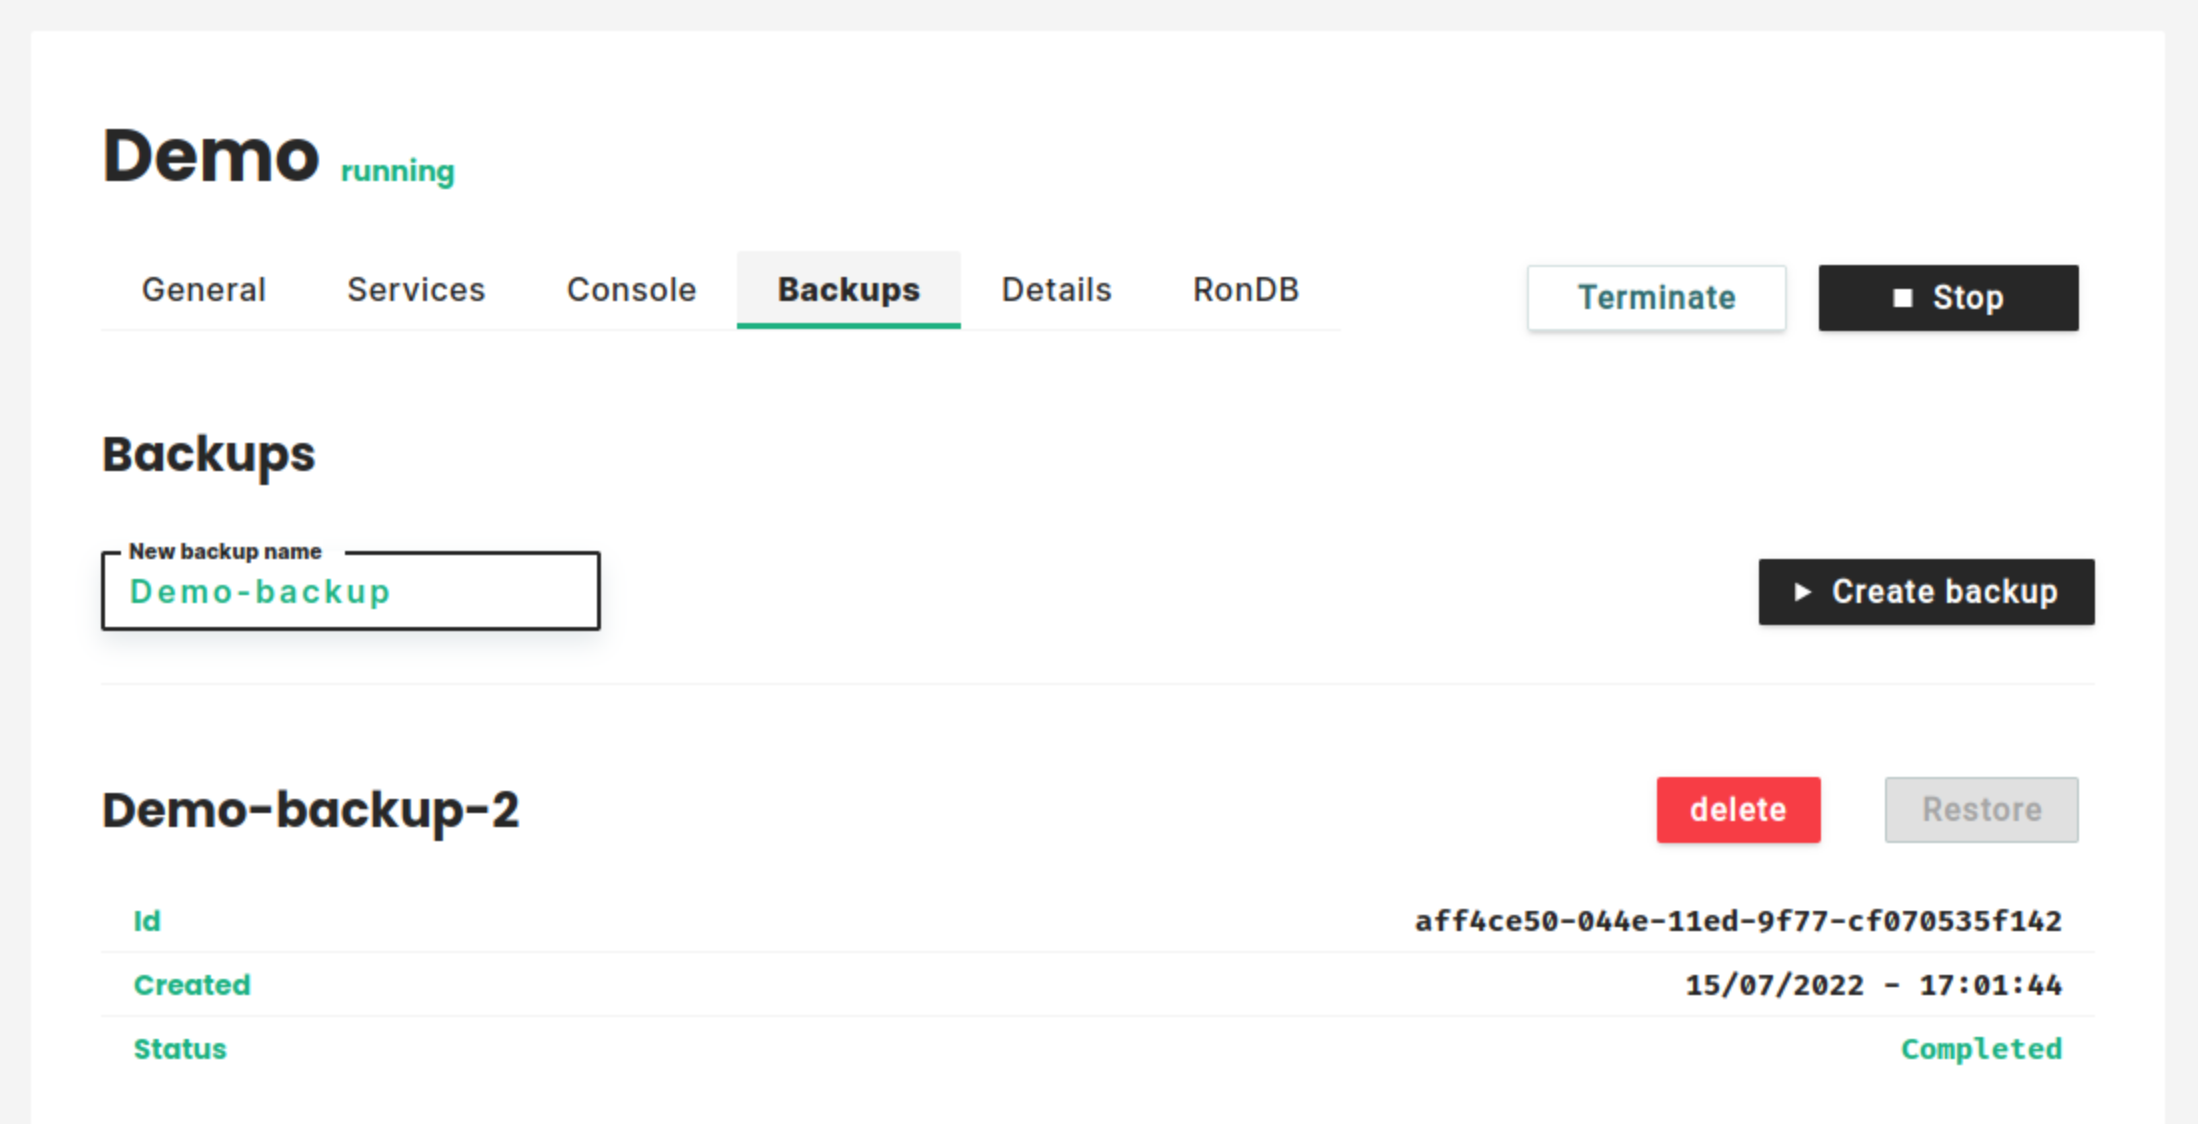 Demo running
General Services Console Backups Details RonDB Terminate Stop
Backups
New backup name
Demo-backup
Create backup
Demo-backup-2 delete Restore
Id aff4ce50-044e-11ed-9f77-cf070535f142
Created 15/07/2022 - 17:01:44
Status Completed